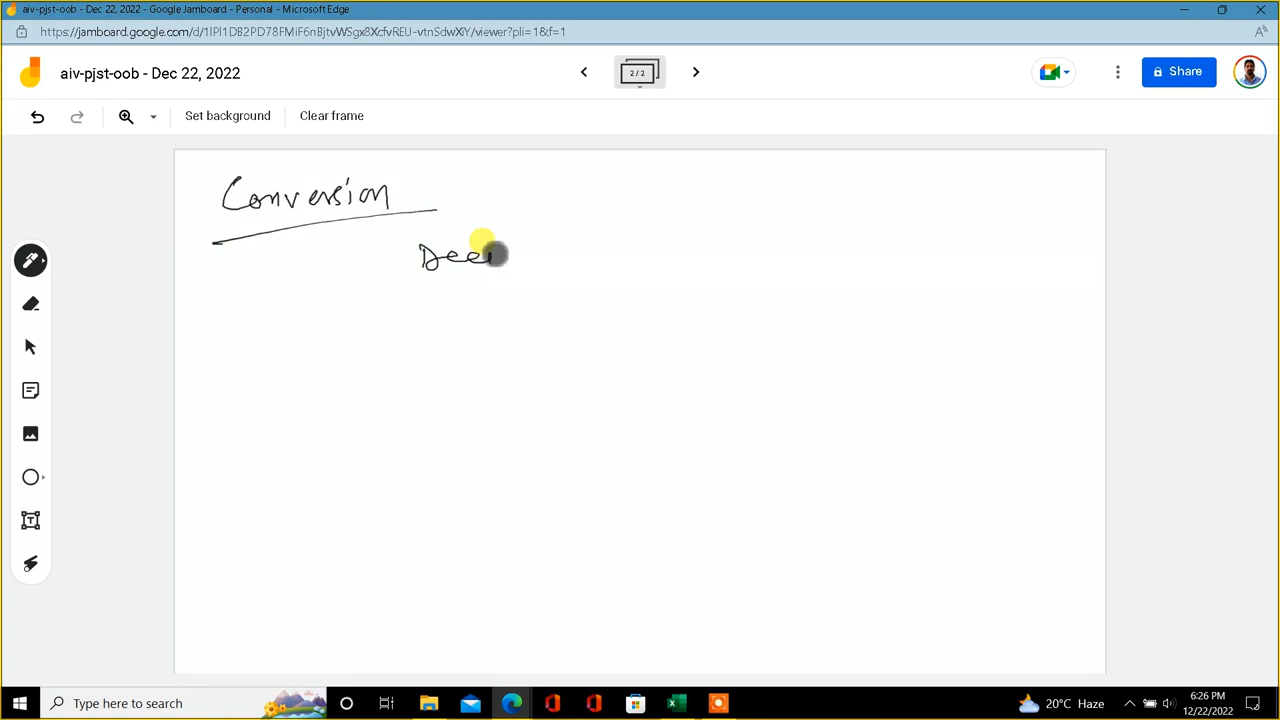 aiv-pjst-oob - Dec 22, 2022 - Google Jamboard - Personal - Microsoft Edge
https://jamboard.google.com/d/1lPl1DB2PD78FMiF6nBjtvWSgx8XcfvREU-vtnSdwXlY/viewer?pli=1&f=1
aiv-pjst-oob - Dec 22, 2022
2/2
Share
Set background
Clear frame
Conversion
T
Type here to search
20°C Haze
6:26 PM
12/22/2022